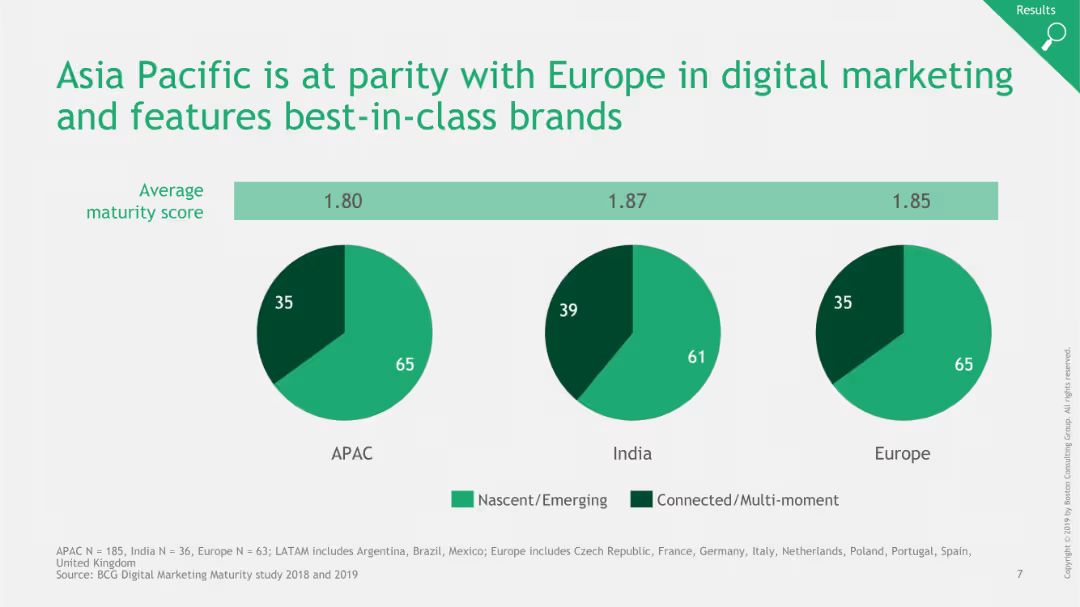 Results
Asia Pacific is at parity with Europe in digital marketing
and features best-in-class brands
Average
maturity score
1.80
1.87
1.85
35
65
39
61
35
65
APAC
India
Europe
Nascent/Emerging
Connected/Multi-moment
APAC N = 185, India N = 36, Europe N = 63; LATAM includes Argentina, Brazil, Mexico; Europe includes Czech Republic, France, Germany, Italy, Netherlands, Poland, Portugal, Spain,
United Kingdom
Source: BCG Digital Marketing Maturity study 2018 and 2019
7
Copyright © 2019 by Boston Consulting Group. All rights reserved.